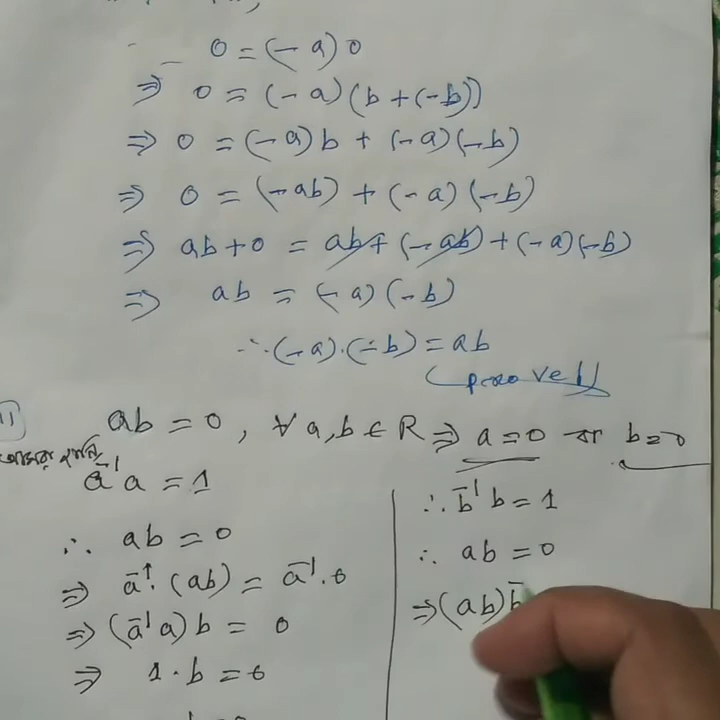 0 = (-a) 0
⇒ 0 = (-a) (b + (-b))
⇒ 0 = (-a) b + (-a) (-b)
⇒ 0 = (-ab) + (-a) (-b)
⇒ ab + 0 = ab + (-ab) + (-a) (-b)
⇒ ab = (-a) (-b)
∴ (-a) . (-b) = ab
(proved)
ab = 0, ∀ a, b ∈ R ⇒ a = 0 বা b = 0
a⁻¹ a = 1
∴ ab = 0
⇒ a⁻¹. (ab) = a⁻¹. 0
⇒ (a⁻¹a) b = 0
⇒ 1 . b = 0
∴ b⁻¹ b = 1
∴ ab = 0
⇒ (ab) b